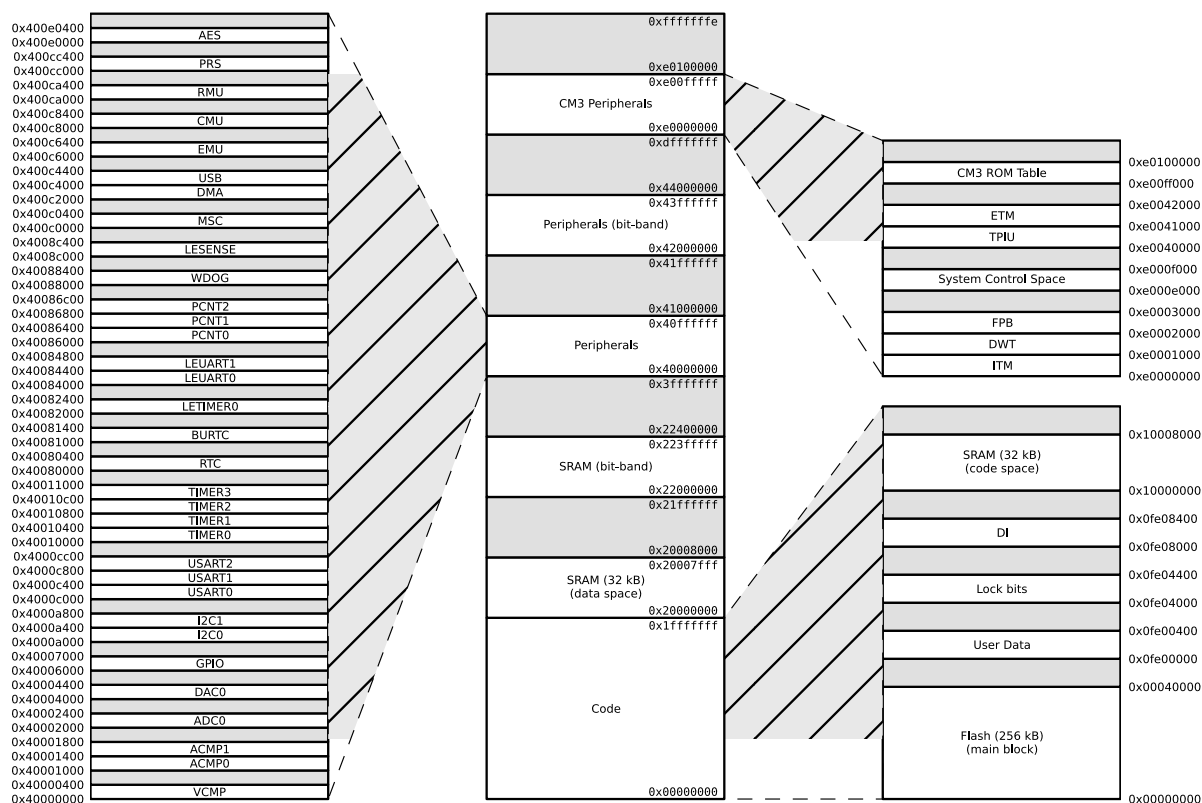 0x400e0400
AES
0x400e0000
0x400cc400
PRS
0x400cc000
0x400ca400
RMU
0x400ca000
0x400c8400
CMU
0x400c8000
0x400c6400
EMU
0x400c6000
0x400c4400
USB
0x400c4000
DMA
0x400c2000
0x400c0400
MSC
0x400c0000
0x4008c400
LESENSE
0x4008c000
0x40088400
WDOG
0x40088000
0x40086c00
PCNT2
0x40086800
PCNT1
0x40086400
PCNT0
0x40086000
0x40084800
LEUART1
0x40084400
LEUART0
0x40084000
0x40082400
LETIMER0
0x40082000
0x40081400
BURTC
0x40081000
0x40080400
RTC
0x40080000
0x40011000
TIMER3
0x40010c00
TIMER2
0x40010800
TIMER1
0x40010400
TIMER0
0x40010000
0x4000cc00
USART2
0x4000c800
USART1
0x4000c400
USART0
0x4000c000
0x4000a800
I2C1
0x4000a400
I2C0
0x4000a000
0x40007000
GPIO
0x40006000
0x40004400
DAC0
0x40004000
0x40002400
ADC0
0x40002000
0x40001800
ACMP1
0x40001400
ACMP0
0x40001000
0x40000400
VCMP
0x40000000
0xfffffffe
0xe0100000
0xe00fffff
CM3 Peripherals
0xe0000000
0xdfffffff
0x44000000
0x43ffffff
Peripherals (bit-band)
0x42000000
0x41ffffff
0x41000000
0x40ffffff
Peripherals
0x40000000
0x3fffffff
0x22400000
0x223fffff
SRAM (bit-band)
0x22000000
0x21ffffff
0x20008000
0x20007fff
SRAM (32 kB)
(data space)
0x20000000
0x1fffffff
Code
0x00000000
0xe0100000
CM3 ROM Table
0xe00ff000
0xe0042000
ETM
0xe0041000
TPIU
0xe0040000
0xe000f000
System Control Space
0xe000e000
0xe0003000
FPB
0xe0002000
DWT
0xe0001000
ITM
0xe0000000
0x10008000
SRAM (32 kB)
(code space)
0x10000000
0x0fe08400
DI
0x0fe08000
0x0fe04400
Lock bits
0x0fe04000
0x0fe00400
User Data
0x0fe00000
0x00040000
Flash (256 kB)
(main block)
0x00000000